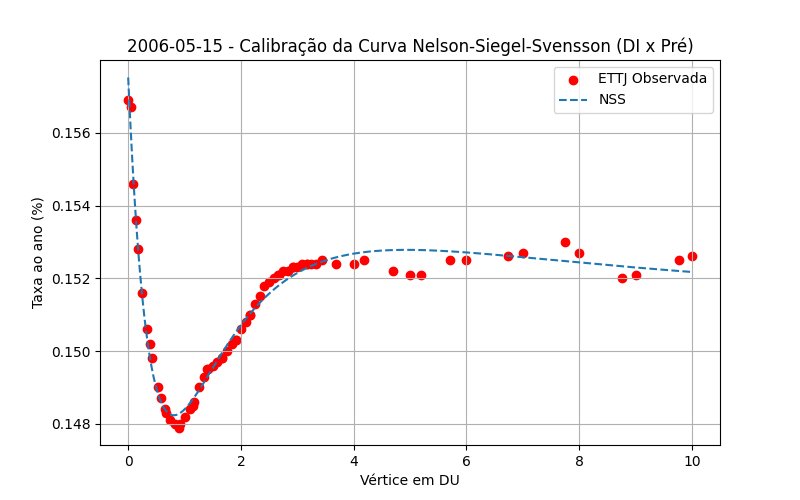 2006-05-15 - Calibração da Curva Nelson-Siegel-Svensson (DI x Pré)
ETTJ Observada
NSS
Taxa ao ano (%)
0.156
0.154
0.152
0.150
0.148
0
2
4
6
8
10
Vértice em DU